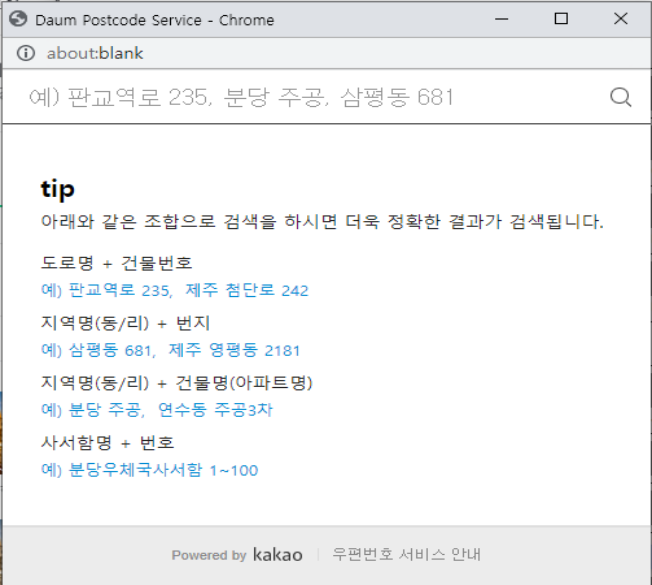 Daum Postcode Service - Chrome
about:blank
예) 판교역로 235, 분당 주공, 삼평동 681
tip
아래와 같은 조합으로 검색을 하시면 더욱 정확한 결과가 검색됩니다.
도로명 + 건물번호
예) 판교역로 235, 제주 첨단로 242
지역명(동/리) + 번지
예) 삼평동 681, 제주 영평동 2181
지역명(동/리) + 건물명(아파트명)
예) 분당 주공, 연수동 주공3차
사서함명 + 번호
예) 분당우체국사서함 1~100
Powered by kakao | 우편번호 서비스 안내